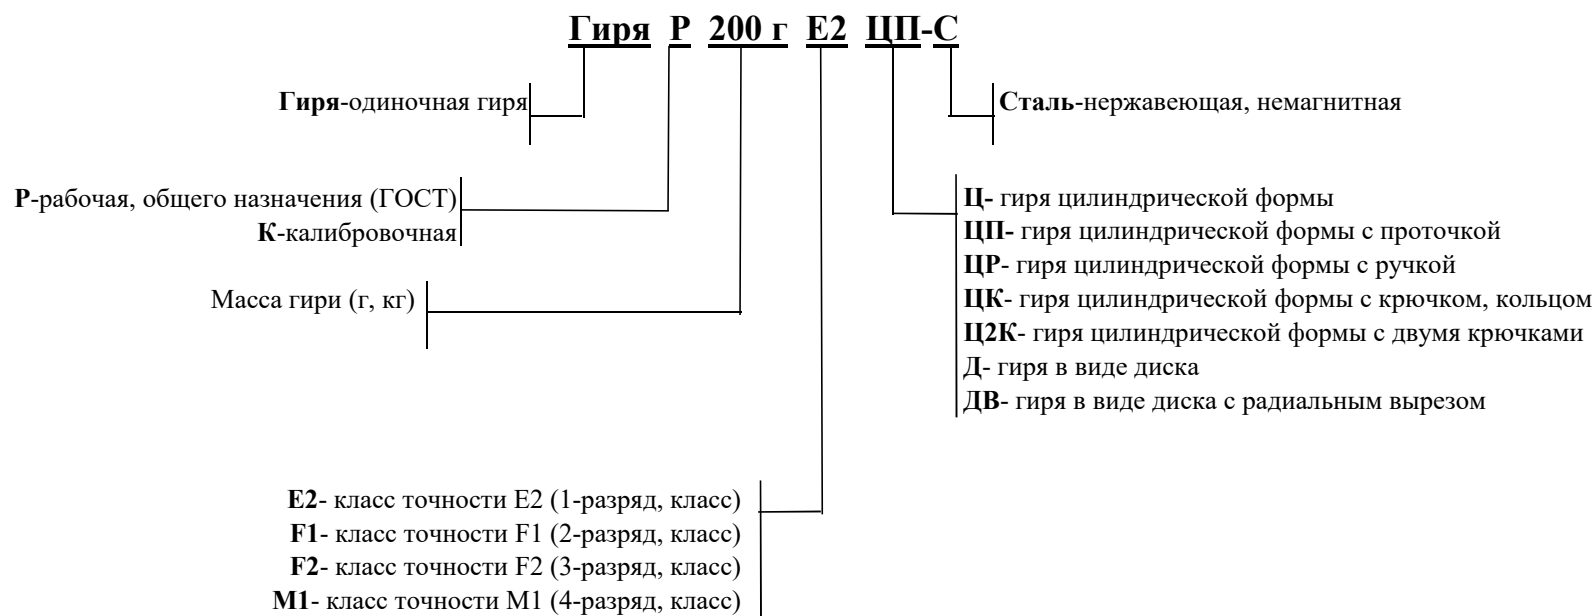 Гиря Р 200 г Е2 ЦП-С
Гиря-одиночная гиря
Сталь-нержавеющая, немагнитная
Р-рабочая, общего назначения (ГОСТ)
К-калибровочная
Масса гири (г, кг)
Ц- гиря цилиндрической формы
ЦП- гиря цилиндрической формы с проточкой
ЦР- гиря цилиндрической формы с ручкой
ЦК- гиря цилиндрической формы с крючком, кольцом
Ц2К- гиря цилиндрической формы с двумя крючками
Д- гиря в виде диска
ДВ- гиря в виде диска с радиальным вырезом
Е2- класс точности Е2 (1-разряд, класс)
F1- класс точности F1 (2-разряд, класс)
F2- класс точности F2 (3-разряд, класс)
М1- класс точности М1 (4-разряд, класс)